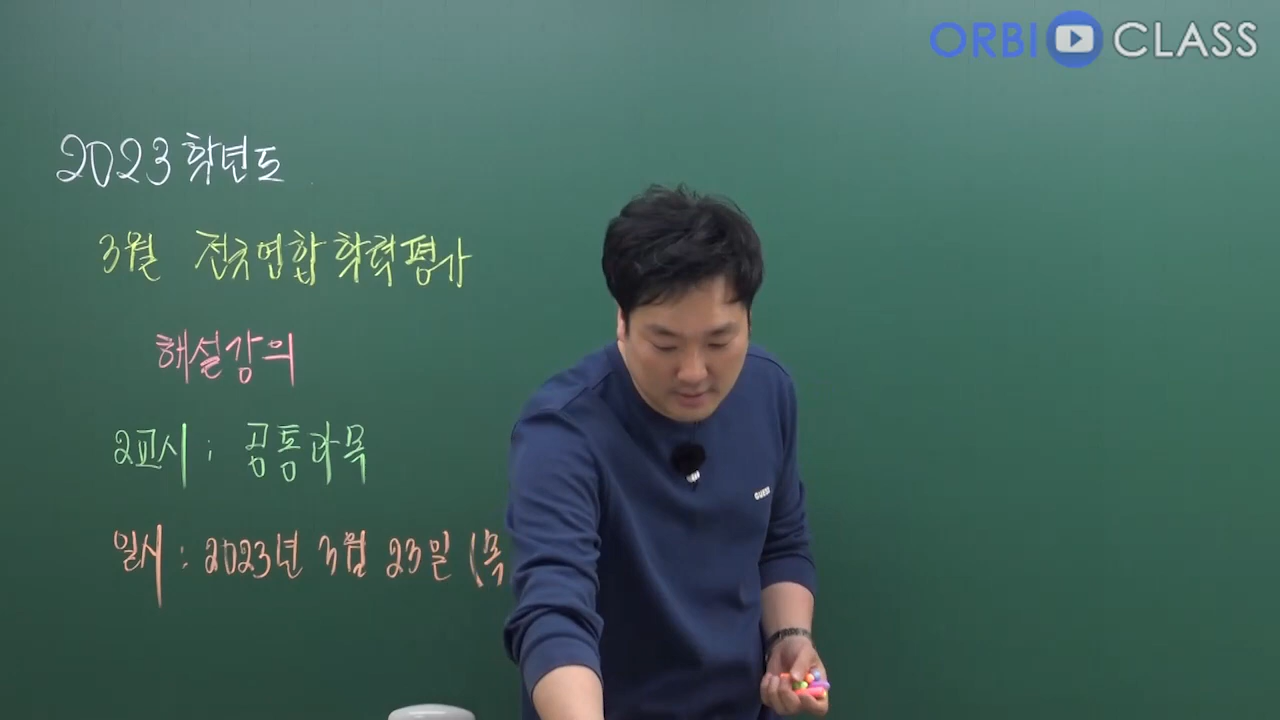 ORBI CLASS
2023학년도
3월 전국연합학력평가
해설강의
2교시 : 공통과목
일시 : 2023년 3월 23일 (목
GUESS